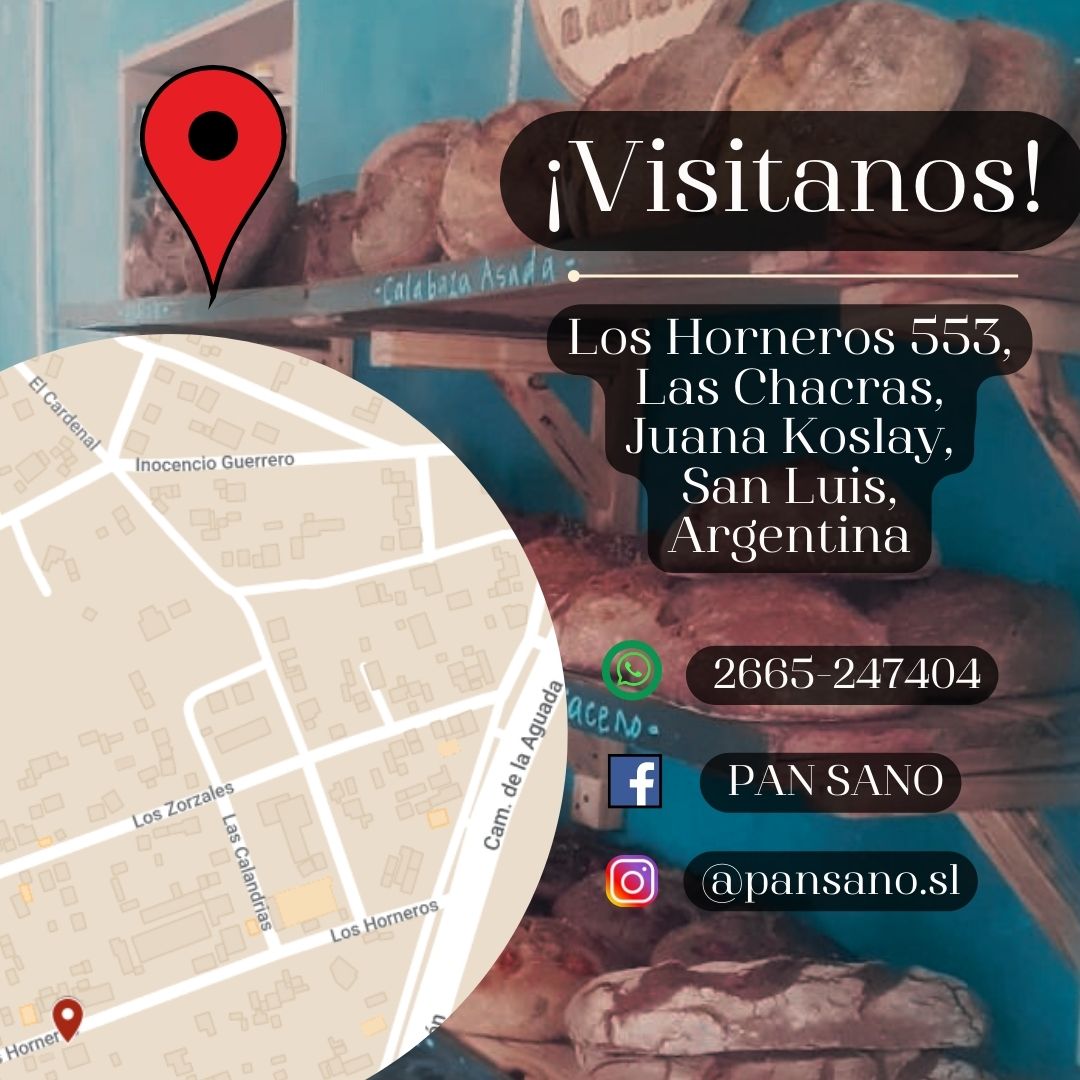 ¡Visitanos!
-Calabaza Asada-
Los Horneros 553,
Las Chacras,
Juana Koslay,
San Luis,
Argentina
2665-247404
PAN SANO
@pansano.sl
El Cardenal
Inocencio Guerrero
Cam. de la Aguada
Los Zorzales
Las Calandrias
Los Horneros
s Horner